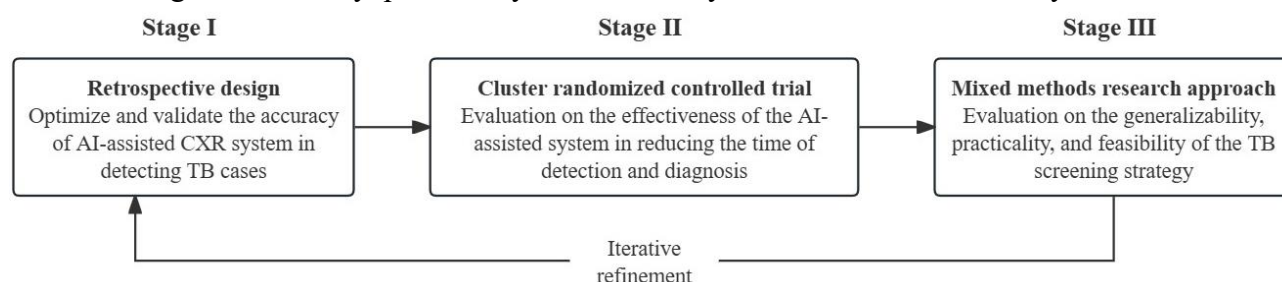 Stage I
Stage II
Stage III
Retrospective design
Optimize and validate the accuracy
of AI-assisted CXR system in
detecting TB cases
Cluster randomized controlled trial
Evaluation on the effectiveness of the AI-
assisted system in reducing the time of
detection and diagnosis
Mixed methods research approach
Evaluation on the generalizability,
practicality, and feasibility of the TB
screening strategy
Iterative
refinement